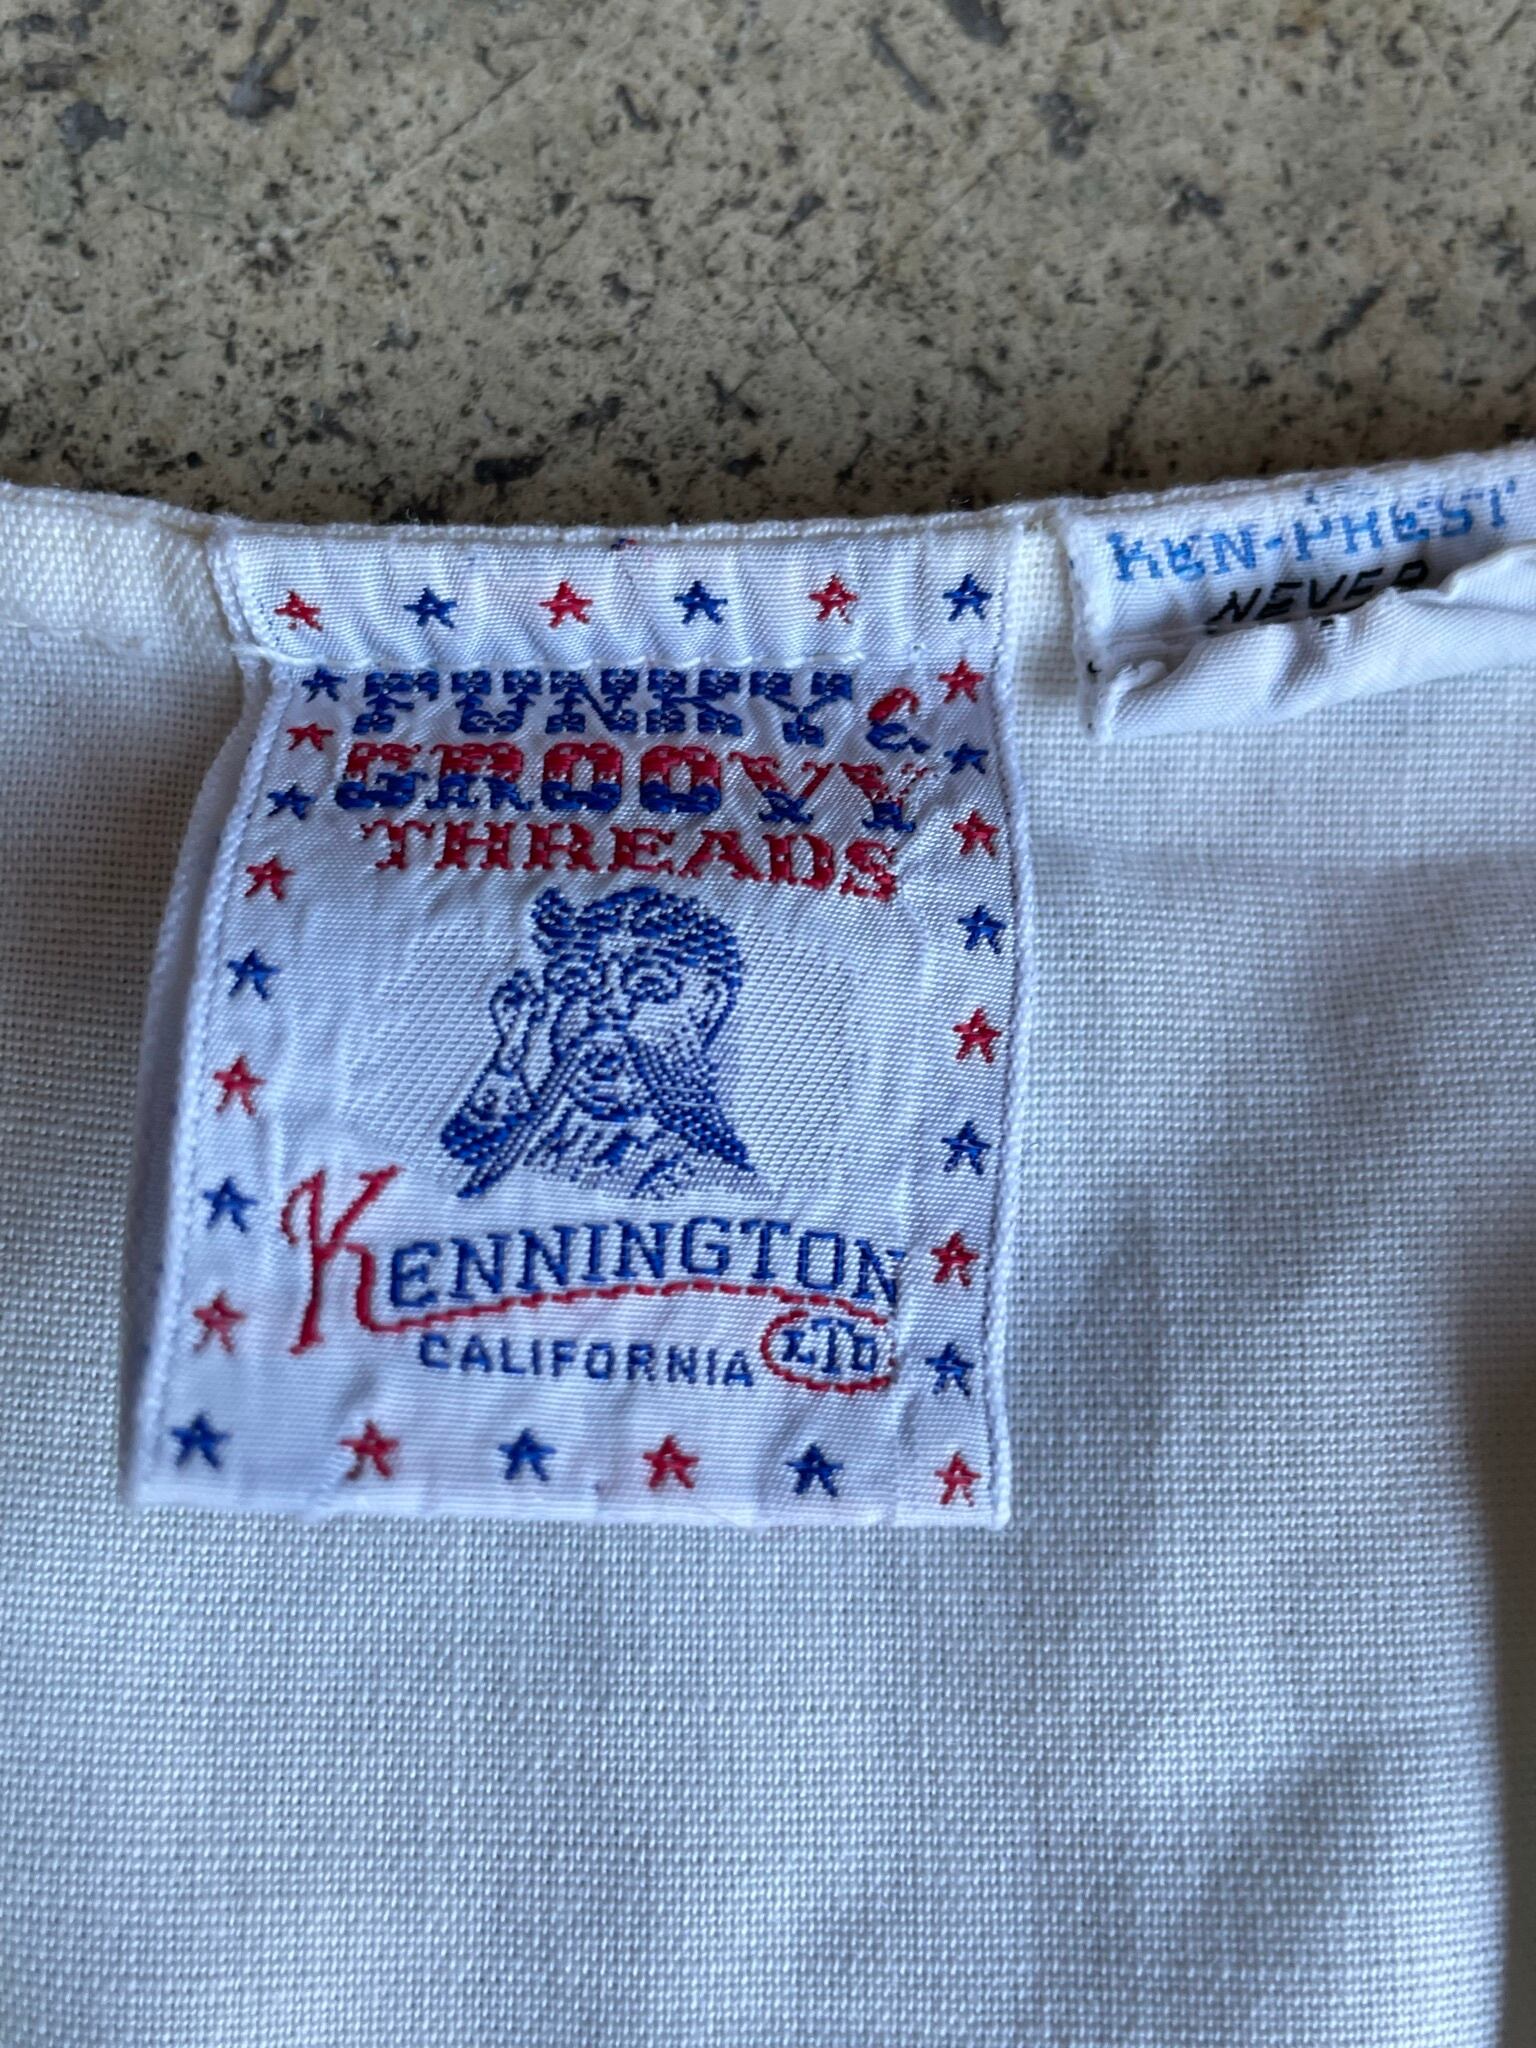 FUNKY &
GROOVY
THREADS
KENNINGTON
CALIFORNIA LTD
KEN-PREST
NEVER